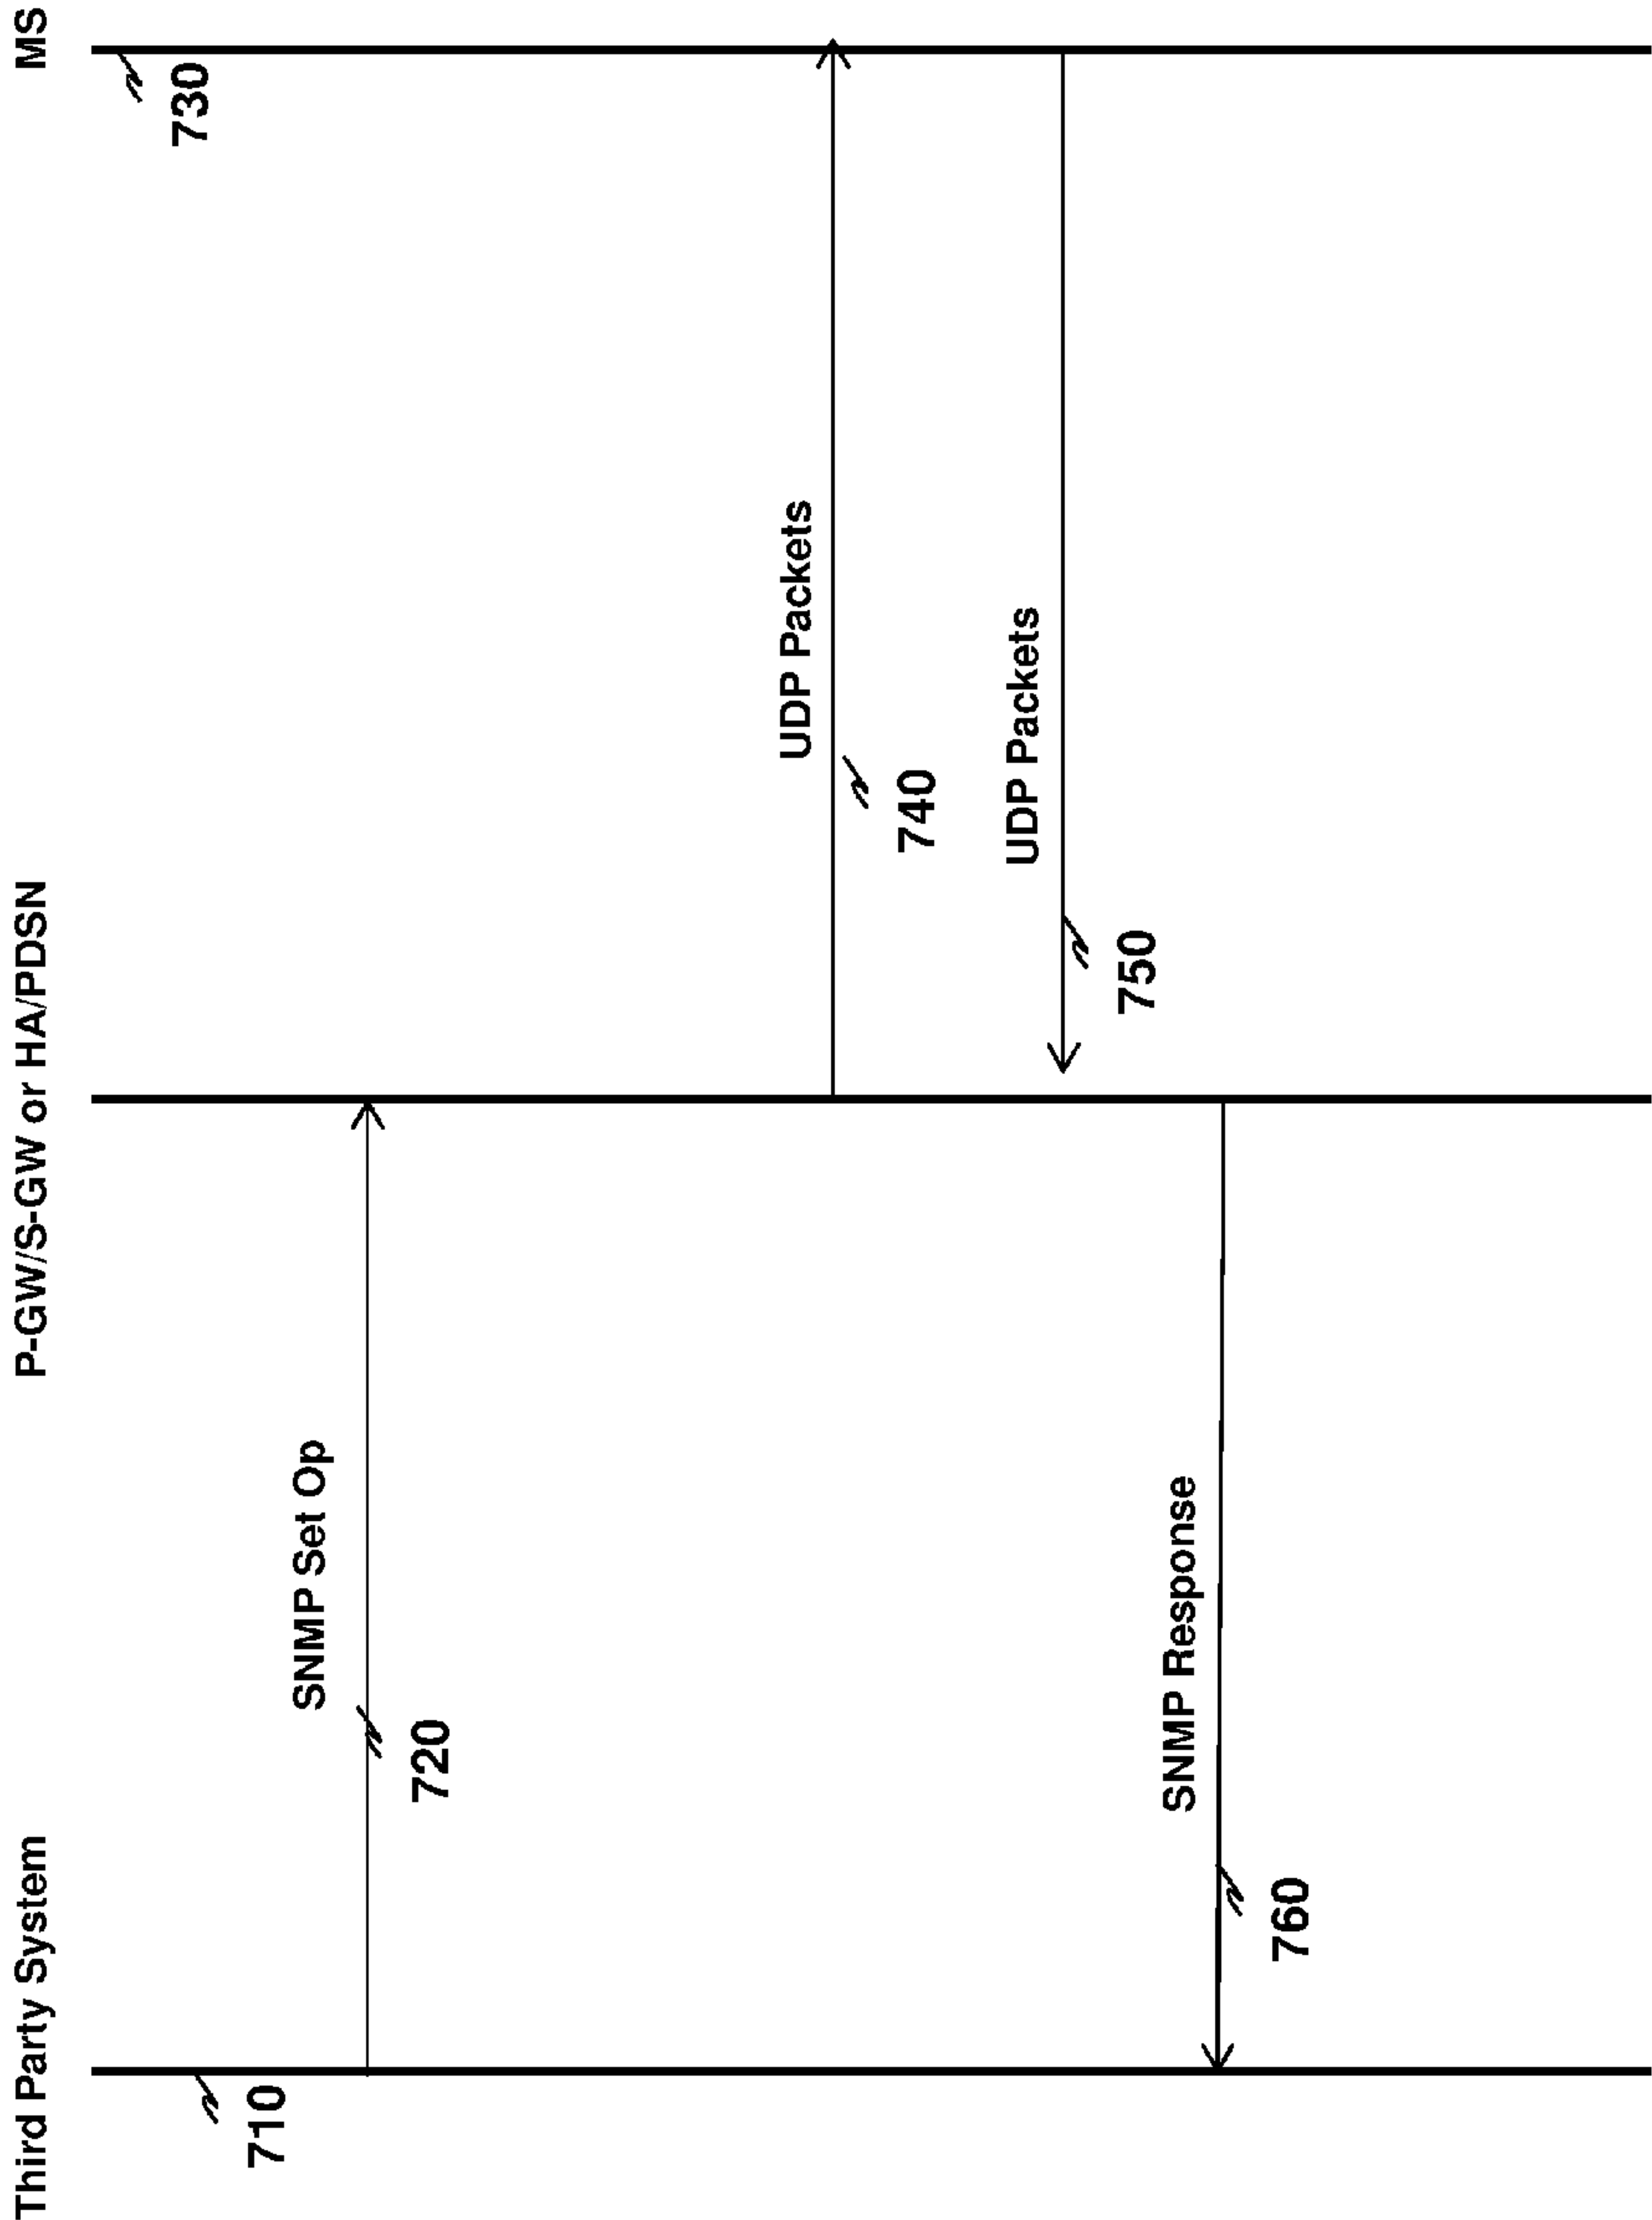 Third Party System
P-GW/S-GW or HA/PDSN
MS
730
710
SNMP Set Op
720
UDP Packets
740
UDP Packets
750
SNMP Response
760